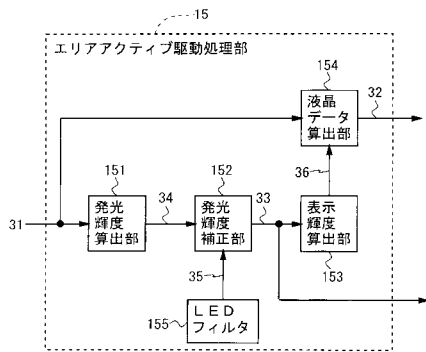 15
エリアアクティブ駆動処理部
154
液晶
データ
算出部
32
151
発光
輝度
算出部
34
152
発光
輝度
補正部
33
36
表示
輝度
算出部
153
31
35
155
LED
フィルタ